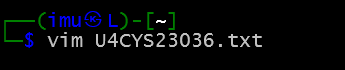 ┌──(imu㉿L)-[~]
└─$ vim U4CYS23036.txt